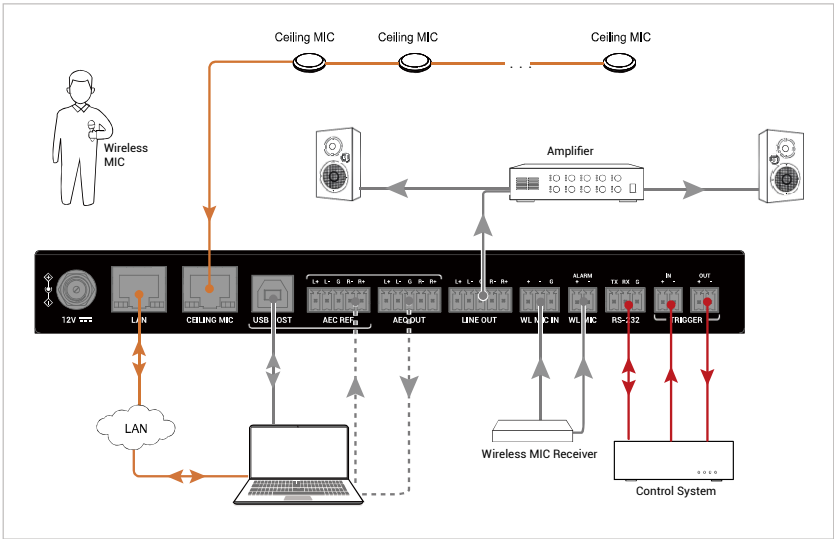 Ceiling MIC
Ceiling MIC
Ceiling MIC
Wireless
MIC
Amplifier
L+ L- G R- R+
L+ L- G R- R+
L+ L- G R- R+
+ - G
ALARM
+ -
TX RX G
IN
+ -
OUT
+ -
12V
LAN
CEILING MIC
USB HOST
AEC REF
AEC OUT
LINE OUT
WL MIC IN
WL MIC
RS-232
TRIGGER
LAN
Wireless MIC Receiver
Control System